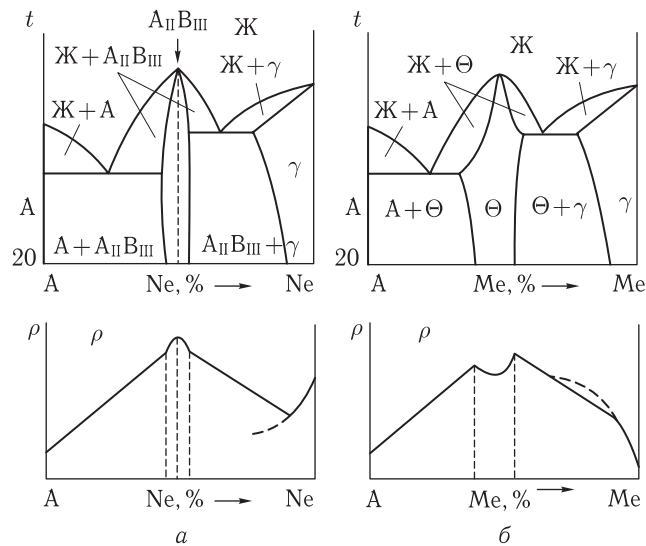 t
A_II B_III
Ж
Ж + A_II B_III
Ж + γ
Ж + A
γ
A
A + A_II B_III
A_II B_III + γ
20
A
Ne, %
Ne
t
Ж
Ж + Θ
Ж + γ
Ж + A
A
A + Θ
Θ
Θ + γ
γ
20
A
Me, %
Me
ρ
ρ
A
Ne, %
Ne
а
ρ
ρ
A
Me, %
Me
б